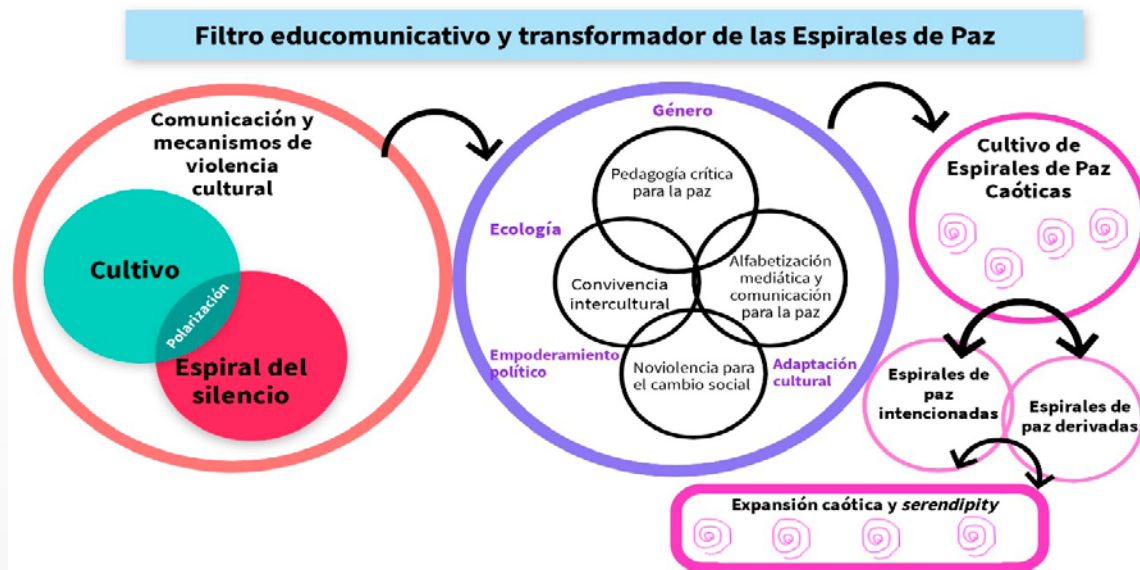 Filtro educomunicativo y transformador de las Espirales de Paz
Comunicación y
mecanismos de
violencia
cultural
Cultivo
Polarización
Espiral del
silencio
Género
Pedagogía crítica
para la paz
Ecología
Convivencia
intercultural
Alfabetización
mediática y
comunicación
para la paz
Empoderamiento
político
Noviolencia para
el cambio social
Adaptación
cultural
Cultivo de
Espirales de Paz
Caóticas
Espirales de
paz
intencionadas
Espirales de
paz derivadas
Expansión caótica y serendipity